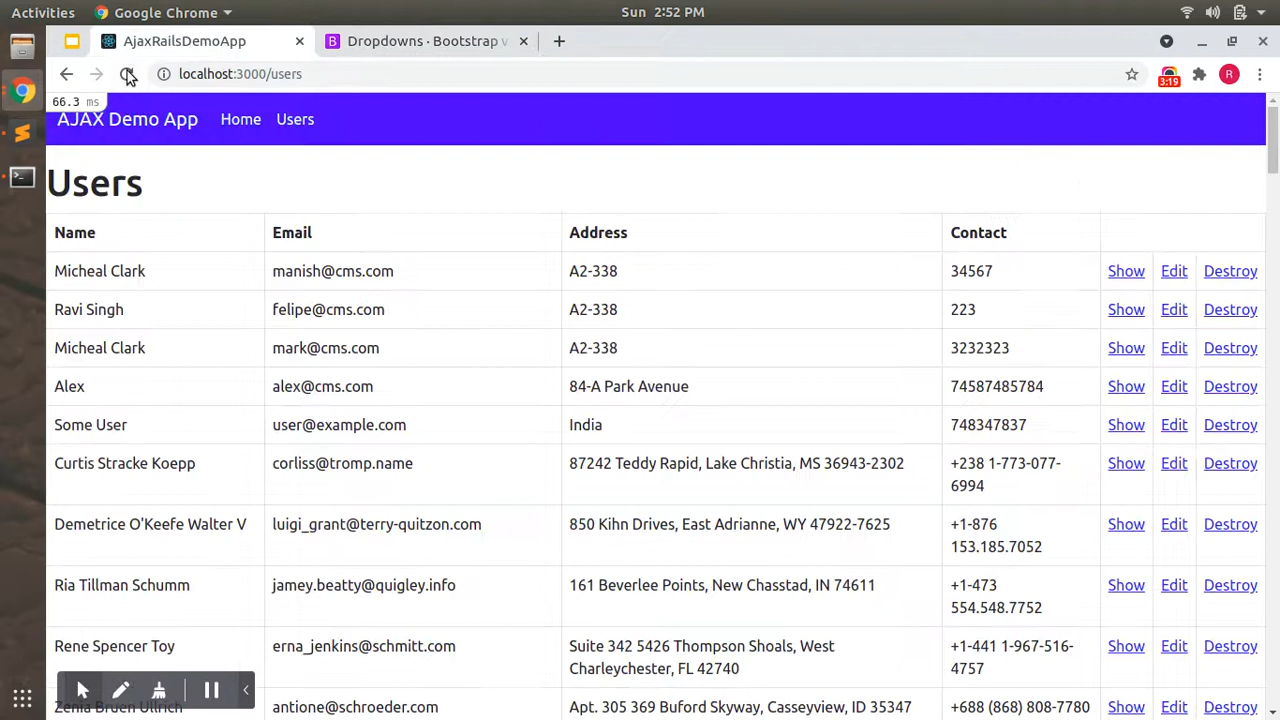 Activities Google Chrome Sun 2:52 PM
AjaxRailsDemoApp Dropdowns · Bootstrap v
localhost:3000/users R 3:19
66.3 ms
AJAX Demo App Home Users
Users
Name Email Address Contact
Micheal Clark manish@cms.com A2-338 34567 Show Edit Destroy
Ravi Singh felipe@cms.com A2-338 223 Show Edit Destroy
Micheal Clark mark@cms.com A2-338 3232323 Show Edit Destroy
Alex alex@cms.com 84-A Park Avenue 74587485784 Show Edit Destroy
Some User user@example.com India 748347837 Show Edit Destroy
Curtis Stracke Koepp corliss@tromp.name 87242 Teddy Rapid, Lake Christia, MS 36943-2302 +238 1-773-077- Show Edit Destroy
6994
Demetrice O'Keefe Walter V luigi_grant@terry-quitzon.com 850 Kihn Drives, East Adrianne, WY 47922-7625 +1-876 Show Edit Destroy
153.185.7052
Ria Tillman Schumm jamey.beatty@quigley.info 161 Beverlee Points, New Chasstad, IN 74611 +1-473 Show Edit Destroy
554.548.7752
Rene Spencer Toy erna_jenkins@schmitt.com Suite 342 5426 Thompson Shoals, West +441 1-967-516- Show Edit Destroy
Charleychester, FL 42740 4757
Zenia Bruen Ullrich antione@schroeder.com Apt. 305 369 Buford Skyway, Casseyview, ID 35347 +688 (868) 808-7780 Show Edit Destroy